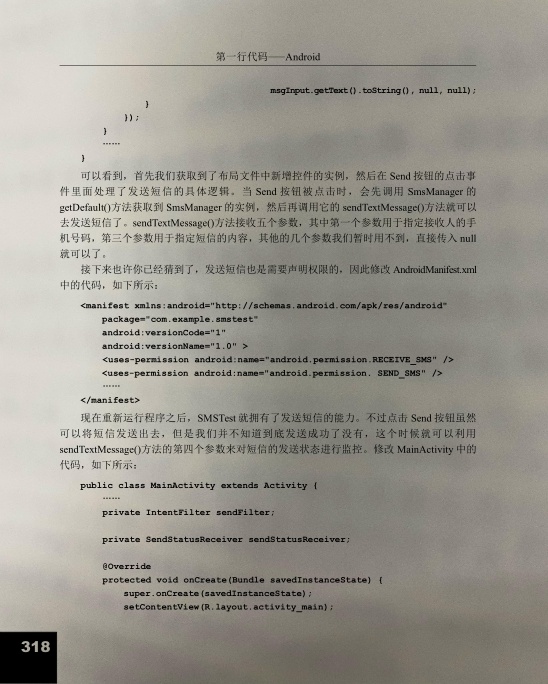 第一行代码——Android
msgInput.getText().toString(), null, null);
}
});
}
……
}
可以看到，首先我们获取到了布局文件中新增控件的实例，然后在 Send 按钮的点击事
件里面处理了发送短信的具体逻辑。当 Send 按钮被点击时，会先调用 SmsManager 的
getDefault()方法获取到 SmsManager 的实例，然后再调用它的 sendTextMessage()方法就可以
去发送短信了。sendTextMessage()方法接收五个参数，其中第一个参数用于指定接收人的手
机号码，第三个参数用于指定短信的内容，其他的几个参数我们暂时用不到，直接传入 null
就可以了。
接下来也许你已经猜到了，发送短信也是需要声明权限的，因此修改 AndroidManifest.xml
中的代码，如下所示：
<manifest xmlns:android="http://schemas.android.com/apk/res/android"
package="com.example.smstest"
android:versionCode="1"
android:versionName="1.0" >
<uses-permission android:name="android.permission.RECEIVE_SMS" />
<uses-permission android:name="android.permission. SEND_SMS" />
……
</manifest>
现在重新运行程序之后，SMSTest 就拥有了发送短信的能力。不过点击 Send 按钮虽然
可以将短信发送出去，但是我们并不知道到底发送成功了没有，这个时候就可以利用
sendTextMessage()方法的第四个参数来对短信的发送状态进行监控。修改 MainActivity 中的
代码，如下所示：
public class MainActivity extends Activity {
……
private IntentFilter sendFilter;
private SendStatusReceiver sendStatusReceiver;
@Override
protected void onCreate(Bundle savedInstanceState) {
super.onCreate(savedInstanceState);
setContentView(R.layout.activity_main);
318